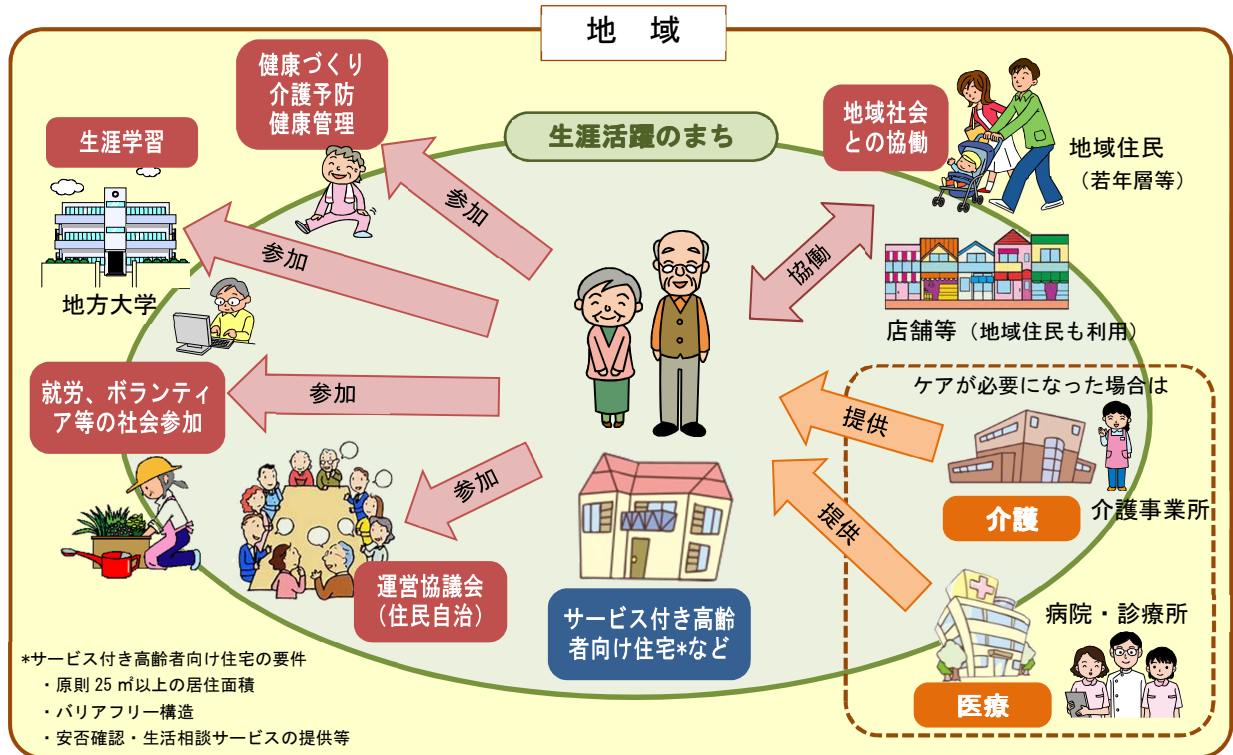 地 域
健康づくり
介護予防
健康管理
生涯学習
生涯活躍のまち
地域社会
との協働
地域住民
（若年層等）
参加
参加
協働
地方大学
店舗等（地域住民も利用）
就労、ボランティ
ア等の社会参加
参加
ケアが必要になった場合は
提供
参加
介護
介護事業所
提供
運営協議会
（住民自治）
サービス付き高齢
者向け住宅*など
病院・診療所
医療
*サービス付き高齢者向け住宅の要件
・原則 25 ㎡以上の居住面積
・バリアフリー構造
・安否確認・生活相談サービスの提供等